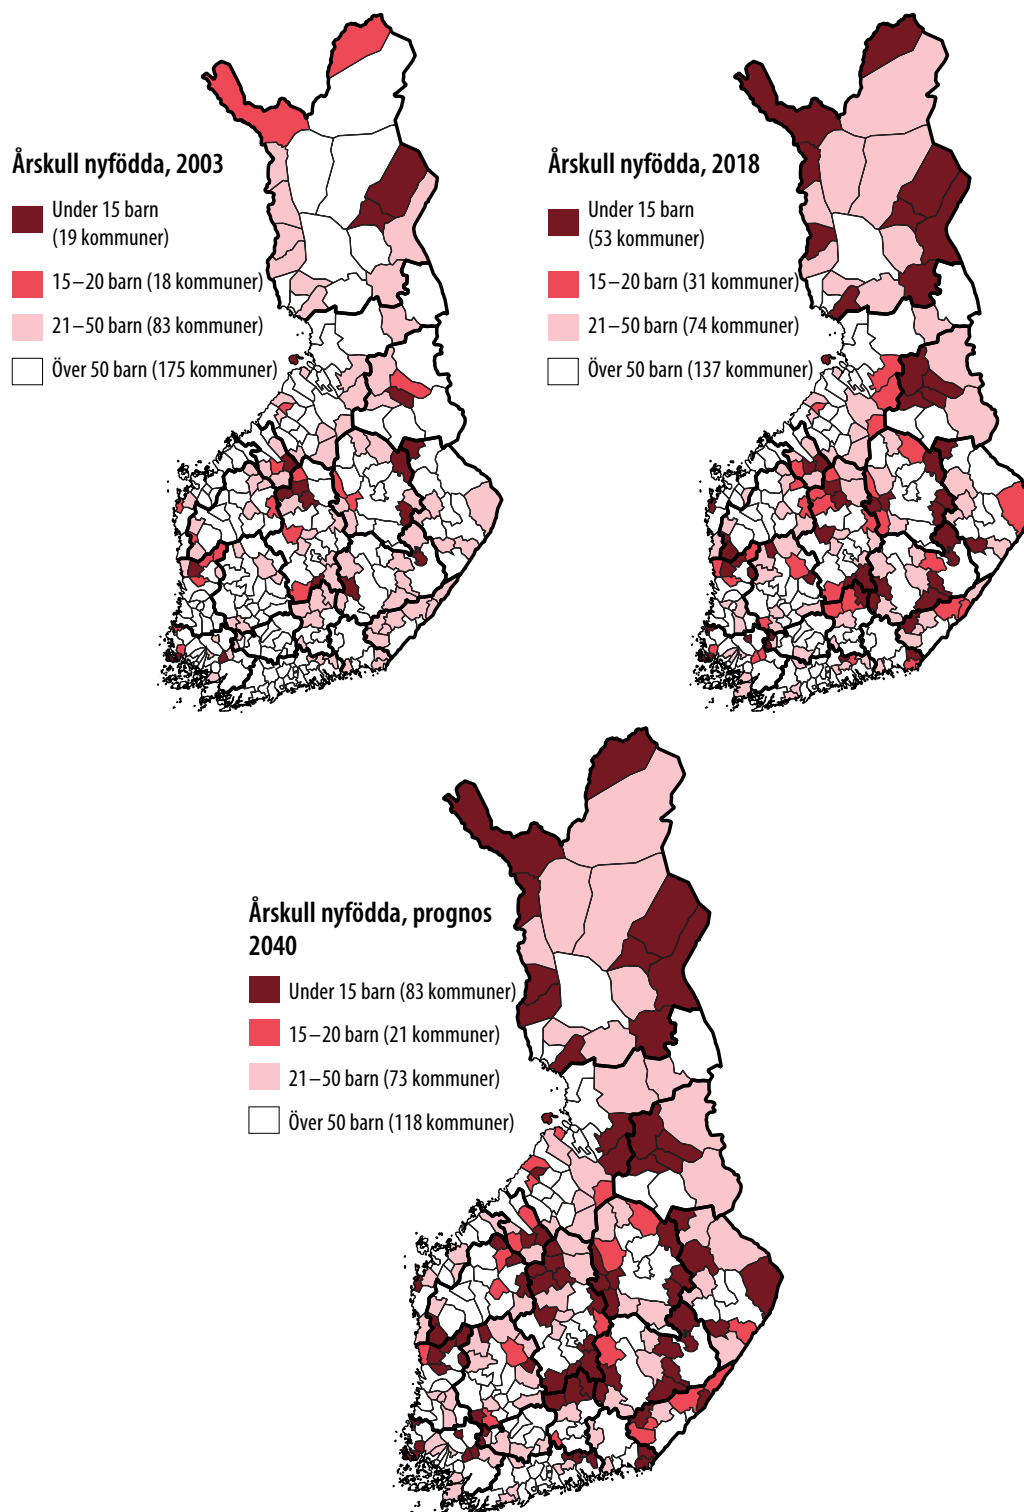 Årskull nyfödda, 2003
Under 15 barn
(19 kommuner)
15–20 barn (18 kommuner)
21–50 barn (83 kommuner)
Över 50 barn (175 kommuner)
Årskull nyfödda, 2018
Under 15 barn
(53 kommuner)
15–20 barn (31 kommuner)
21–50 barn (74 kommuner)
Över 50 barn (137 kommuner)
Årskull nyfödda, prognos
2040
Under 15 barn (83 kommuner)
15–20 barn (21 kommuner)
21–50 barn (73 kommuner)
Över 50 barn (118 kommuner)